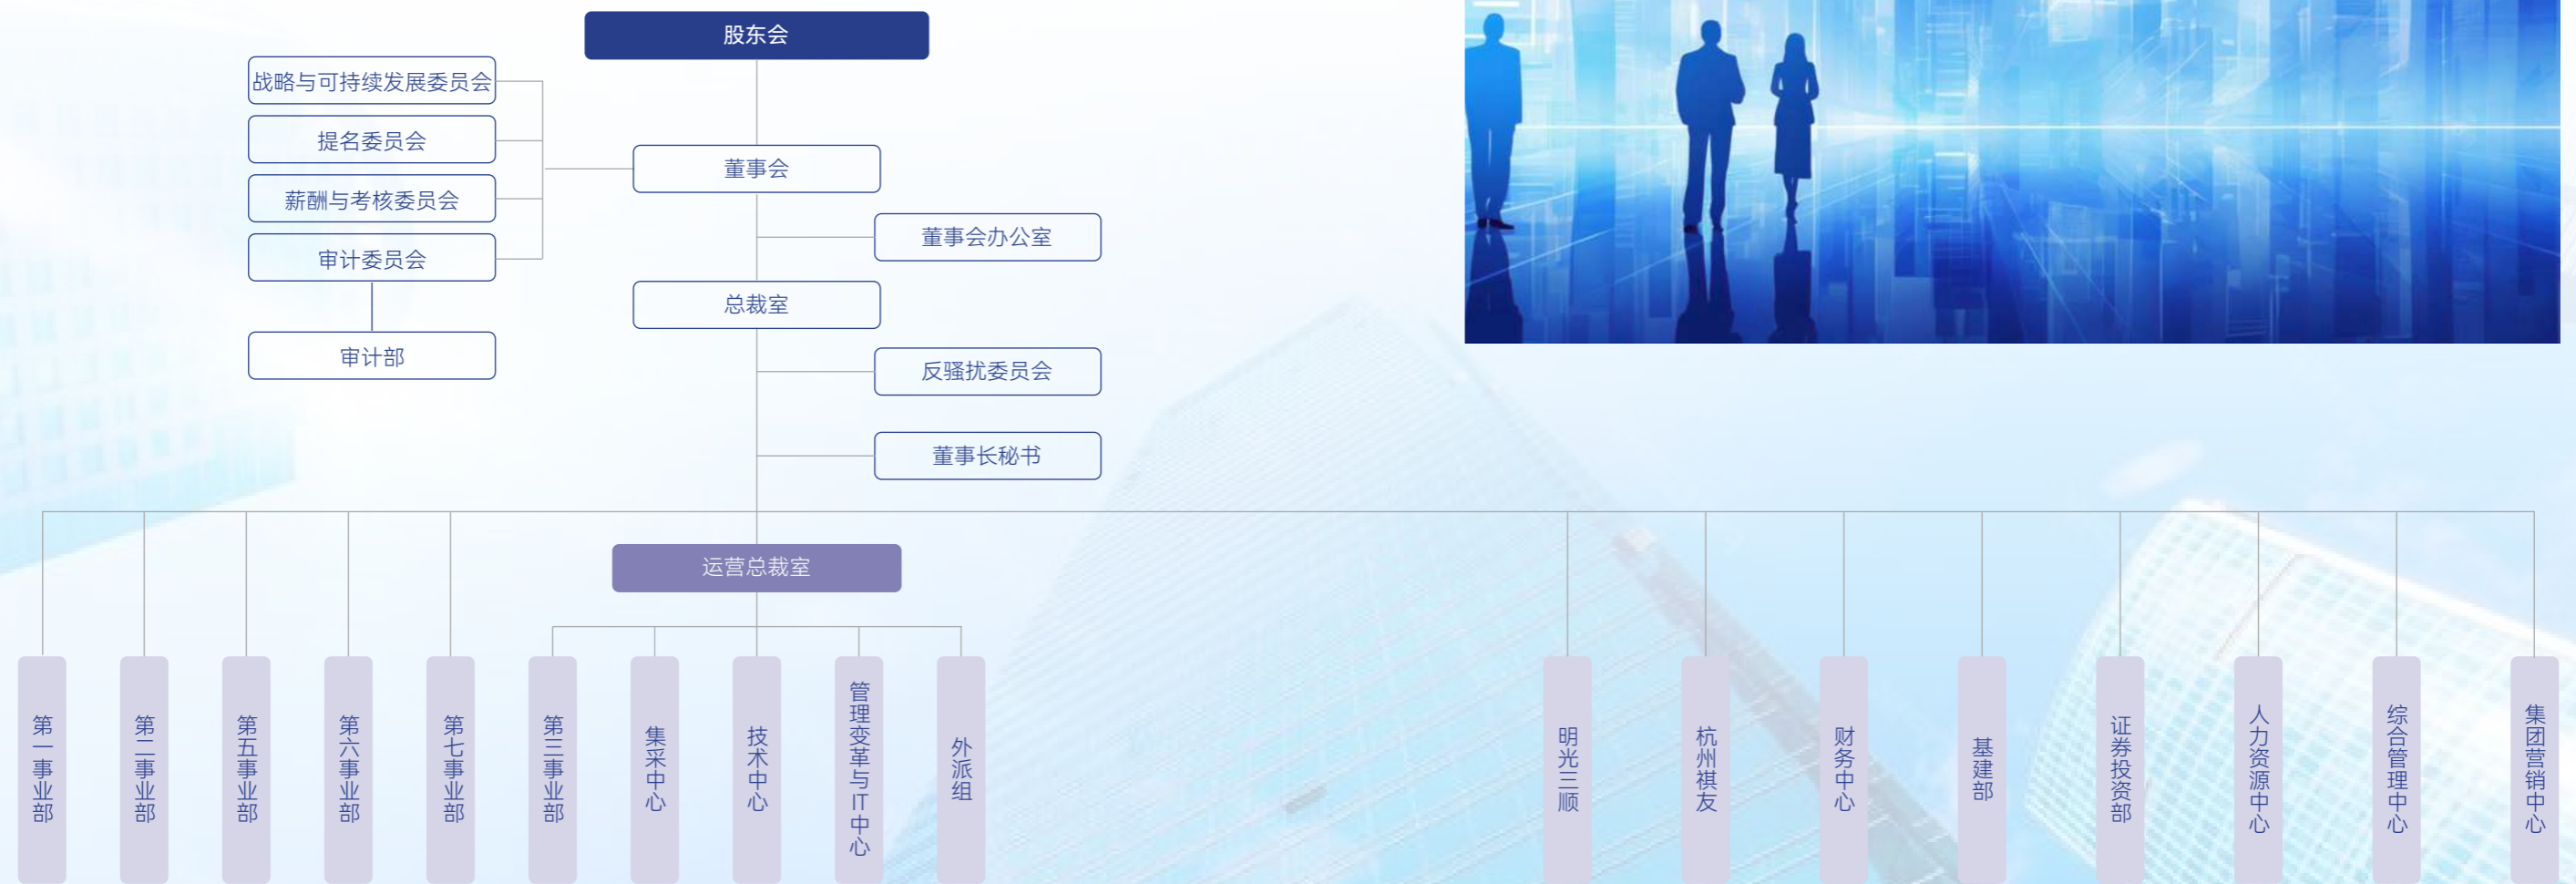 股东会
战略与可持续发展委员会
提名委员会
薪酬与考核委员会
审计委员会
审计部
董事会
董事会办公室
总裁室
反骚扰委员会
董事长秘书
运营总裁室
第一事业部
第二事业部
第五事业部
第六事业部
第七事业部
第三事业部
集采中心
技术中心
管理变革与IT中心
外派组
明光三顺
杭州祺友
财务中心
基建部
证券投资部
人力资源中心
综合管理中心
集团营销中心